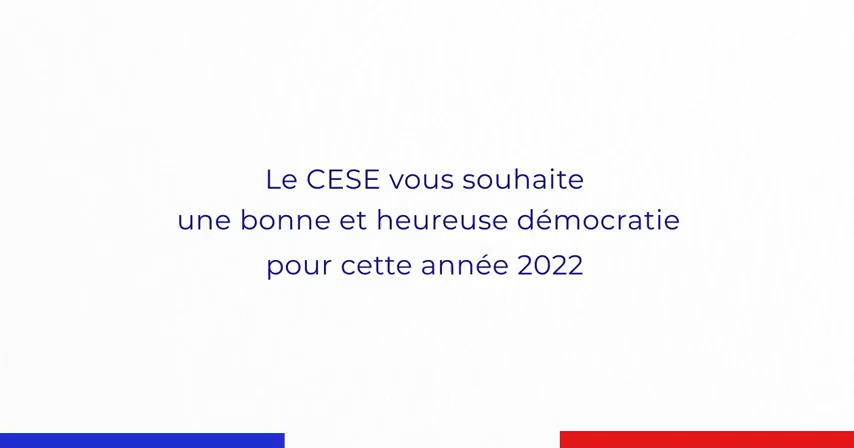 Le CESE vous souhaite
une bonne et heureuse démocratie
pour cette année 2022